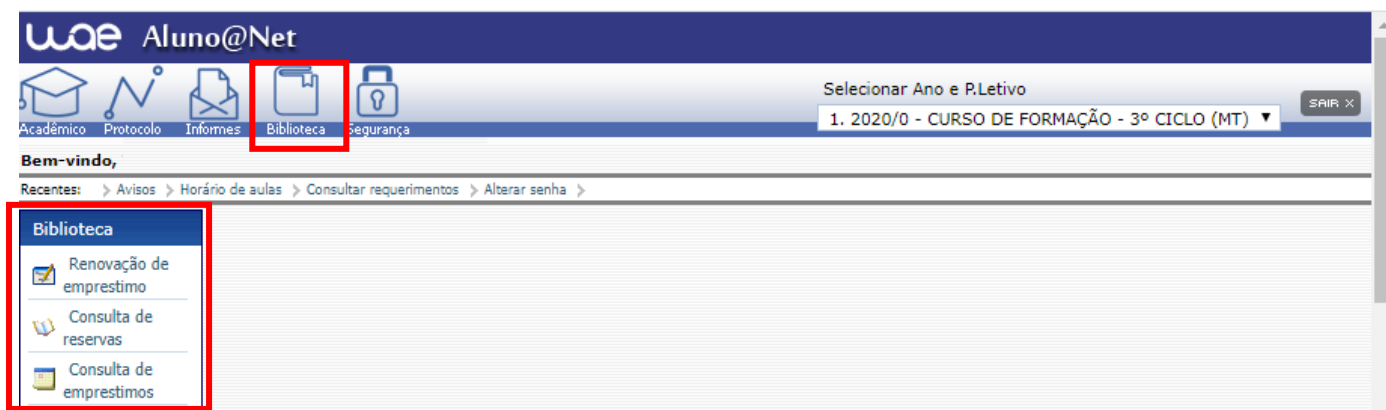 uae Aluno@Net
Selecionar Ano e P.Letivo
1. 2020/0 - CURSO DE FORMAÇÃO - 3º CICLO (MT)
SAIR X
Acadêmico Protocolo Informes Biblioteca Segurança
Bem-vindo,
Recentes: > Avisos > Horário de aulas > Consultar requerimentos > Alterar senha >
Biblioteca
Renovação de
emprestimo
Consulta de
reservas
Consulta de
emprestimos